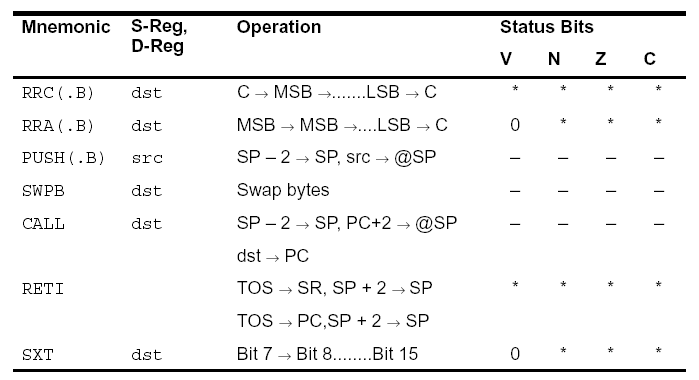 Mnemonic S-Reg, D-Reg Operation Status Bits
V N Z C
RRC(.B) dst C → MSB →.......LSB → C * * * *
RRA(.B) dst MSB → MSB →....LSB → C 0 * * *
PUSH(.B) src SP – 2 → SP, src → @SP – – – –
SWPB dst Swap bytes – – – –
CALL dst SP – 2 → SP, PC+2 → @SP – – – –
dst → PC
RETI TOS → SR, SP + 2 → SP * * * *
TOS → PC,SP + 2 → SP
SXT dst Bit 7 → Bit 8........Bit 15 0 * * *